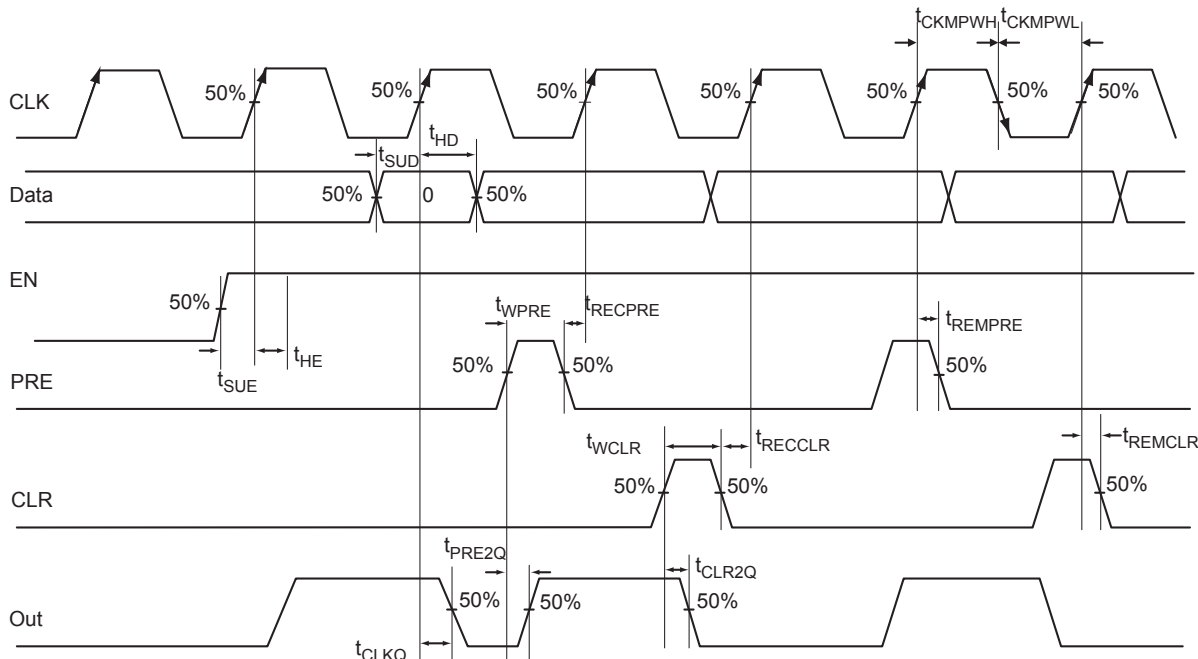 tCKMPWH tCKMPWL
CLK
50% 50% 50% 50% 50% 50% 50% 50%
tSUD tHD
Data
50% 0 50%
EN
50%
tSUE tHE
tWPRE tRECPRE tREMPRE
PRE
50% 50% 50%
tWCLR tRECCLR tREMCLR
CLR
50% 50% 50%
tPRE2Q tCLR2Q
Out
50% 50% 50%
tCLKQ